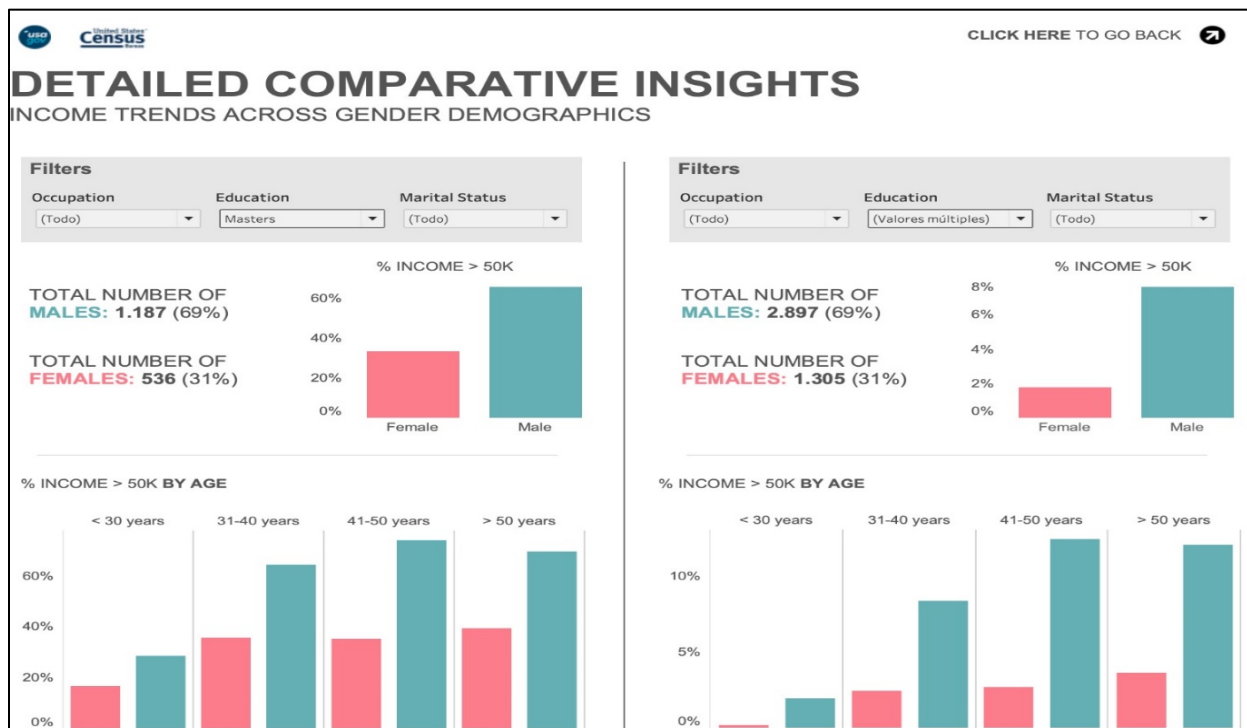 usa
gov
United States
Census
Bureau
CLICK HERE TO GO BACK
DETAILED COMPARATIVE INSIGHTS
INCOME TRENDS ACROSS GENDER DEMOGRAPHICS
Filters
Occupation Education Marital Status
(Todo) Masters (Todo)
% INCOME > 50K
TOTAL NUMBER OF
MALES: 1.187 (69%)
TOTAL NUMBER OF
FEMALES: 536 (31%)
60%
40%
20%
0%
Female Male
% INCOME > 50K BY AGE
< 30 years 31-40 years 41-50 years > 50 years
60%
40%
20%
0%
Filters
Occupation Education Marital Status
(Todo) (Valores múltiples) (Todo)
% INCOME > 50K
TOTAL NUMBER OF
MALES: 2.897 (69%)
TOTAL NUMBER OF
FEMALES: 1.305 (31%)
8%
6%
4%
2%
0%
Female Male
% INCOME > 50K BY AGE
< 30 years 31-40 years 41-50 years > 50 years
10%
5%
0%